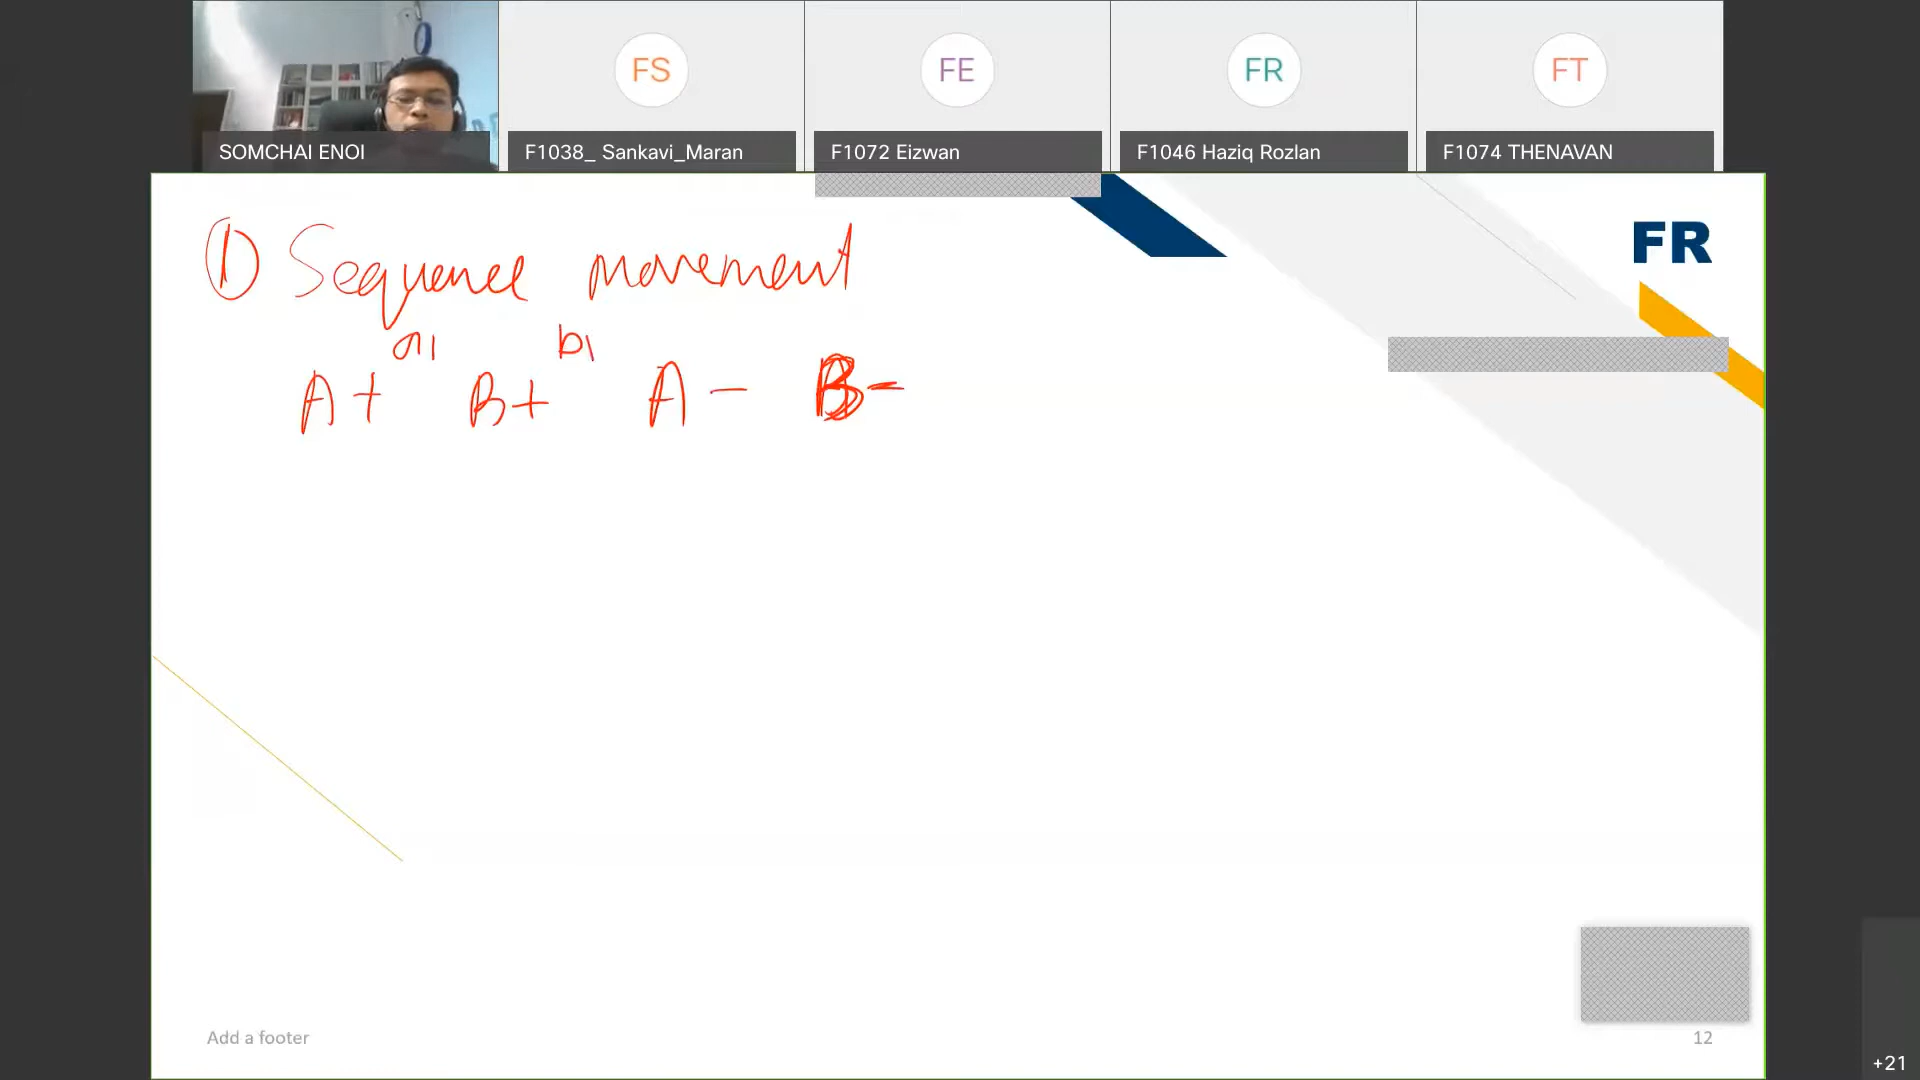 FS
FE
FR
FT
SOMCHAI ENOI
F1038_ Sankavi_Maran
F1072 Eizwan
F1046 Haziq Rozlan
F1074 THENAVAN
FR
1 Sequence movement
a1 b1
A+ B+ A- B-
Add a footer
12
+21